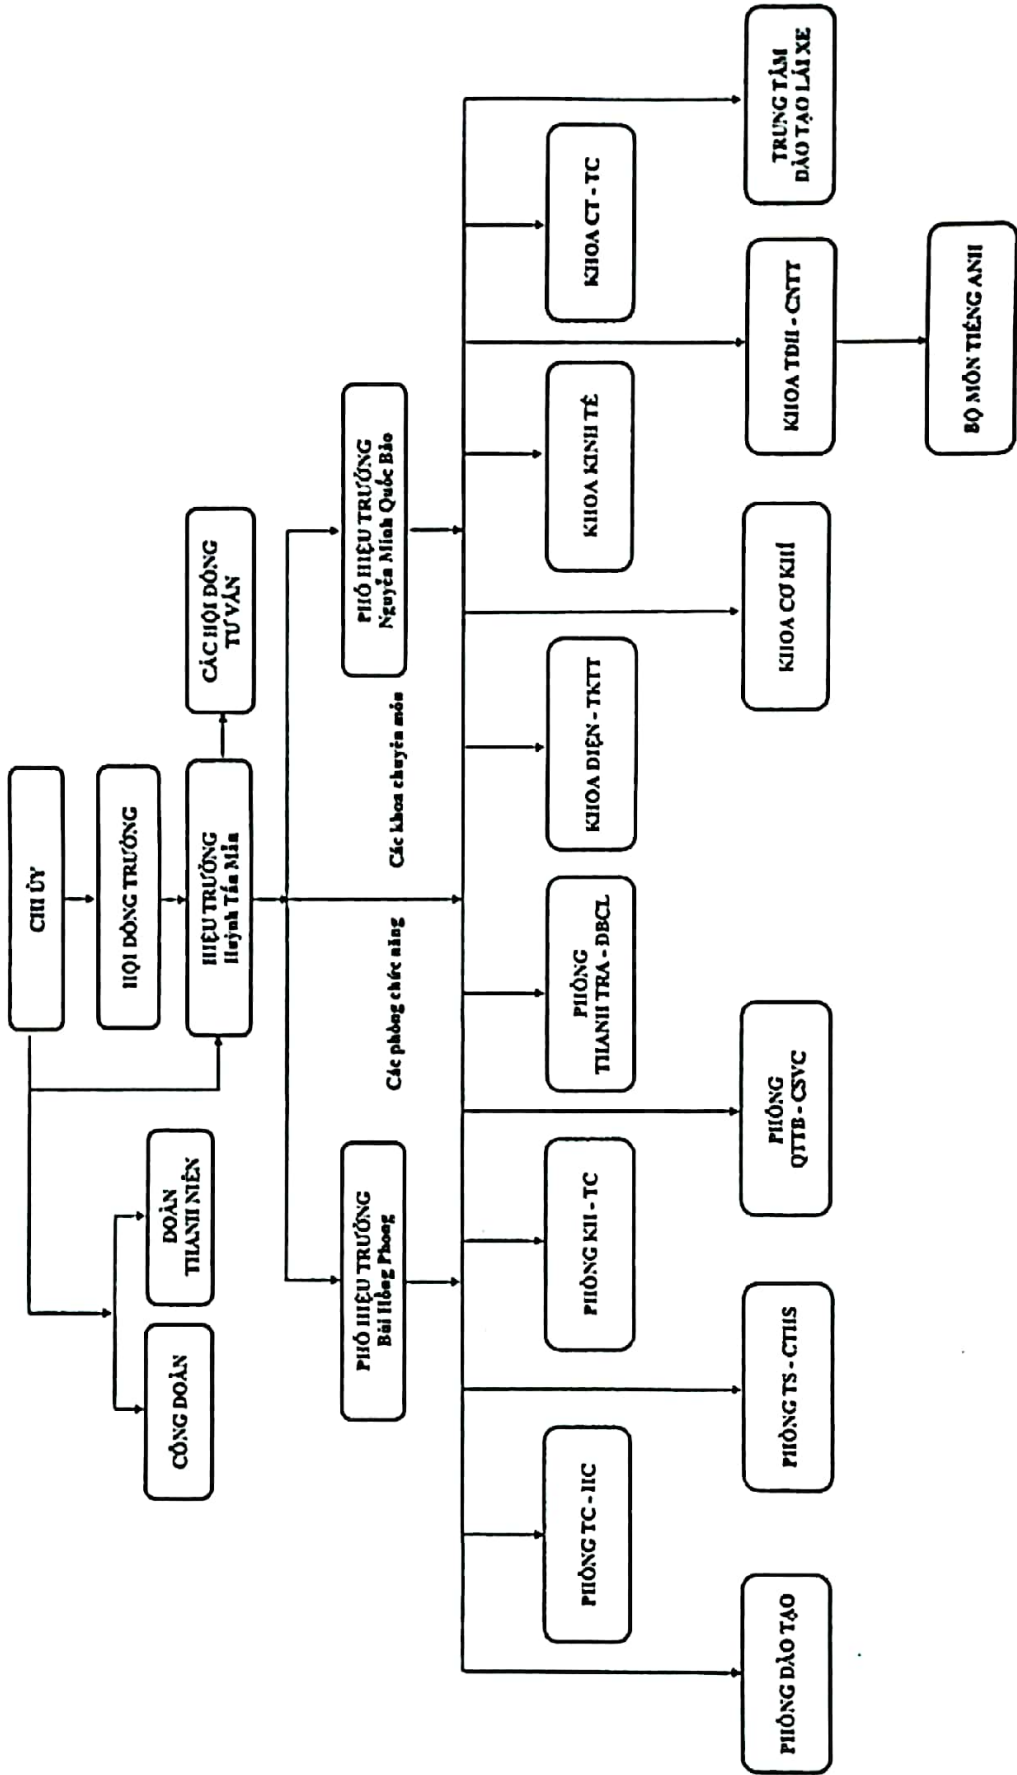 CHI ỦY
HỘI ĐỒNG TRƯỜNG
HIỆU TRƯỞNG
Huỳnh Tấn Mẫn
CÁC HỘI ĐỒNG
TƯ VẤN
CÔNG ĐOÀN
ĐOÀN
THANH NIÊN
PHÓ HIỆU TRƯỞNG
Bùi Hồng Phong
PHÓ HIỆU TRƯỞNG
Nguyễn Minh Quốc Bảo
Các phòng chức năng
Các khoa chuyên môn
PHÒNG TC - HC
PHÒNG KH - TC
PHÒNG
THANH TRA - ĐBCL
KHOA ĐIỆN - TKTT
KHOA KINH TẾ
KHOA CT - TC
PHÒNG ĐÀO TẠO
PHÒNG TS - CTHS
PHÒNG
QTTB - CSVC
KHOA CƠ KHÍ
KHOA TĐH - CNTT
TRUNG TÂM
ĐÀO TẠO LÁI XE
BỘ MÔN TIẾNG ANH